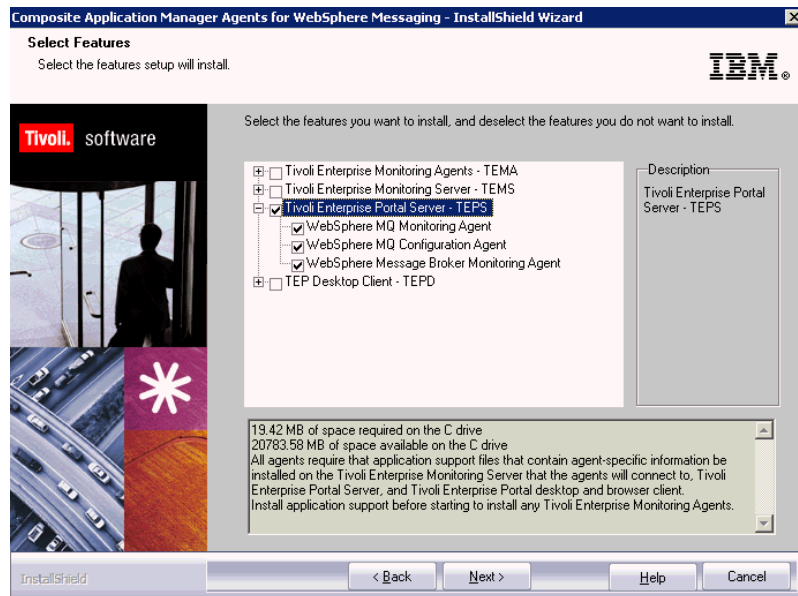 Composite Application Manager Agents for WebSphere Messaging - InstallShield Wizard
Select Features
Select the features setup will install.
IBM®
Tivoli. software
Select the features you want to install, and deselect the features you do not want to install.
Tivoli Enterprise Monitoring Agents - TEMA
Tivoli Enterprise Monitoring Server - TEMS
Tivoli Enterprise Portal Server - TEPS
WebSphere MQ Monitoring Agent
WebSphere MQ Configuration Agent
WebSphere Message Broker Monitoring Agent
TEP Desktop Client - TEPD
Description
Tivoli Enterprise Portal
Server - TEPS
19.42 MB of space required on the C drive
20783.58 MB of space available on the C drive
All agents require that application support files that contain agent-specific information be
installed on the Tivoli Enterprise Monitoring Server that the agents will connect to, Tivoli
Enterprise Portal Server, and Tivoli Enterprise Portal desktop and browser client.
Install application support before starting to install any Tivoli Enterprise Monitoring Agents.
InstallShield
< Back
Next >
Help
Cancel